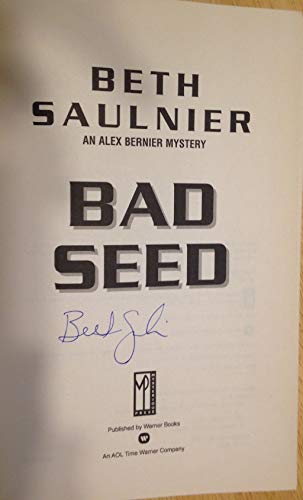 BETH
SAULNIER
AN ALEX BERNIER MYSTERY
BAD
SEED
Published by Warner Books
An AOL Time Warner Company